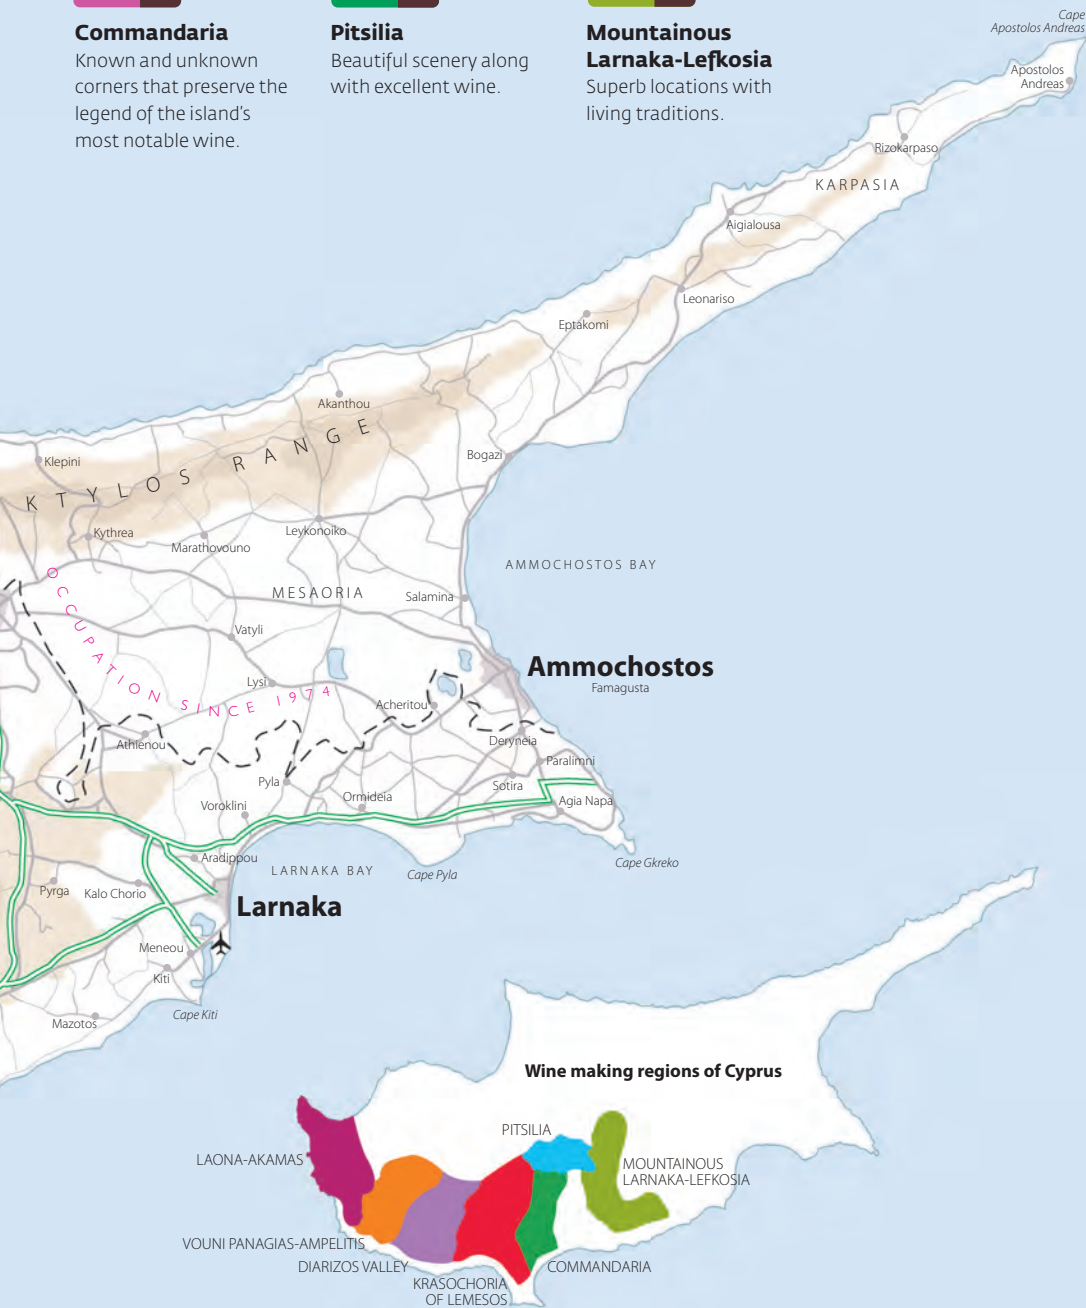 Commandaria
Known and unknown
corners that preserve the
legend of the island's
most notable wine.
Pitsilia
Beautiful scenery along
with excellent wine.
Mountainous
Larnaka-Lefkosia
Superb locations with
living traditions.
Cape
Apostolos Andreas
Apostolos
Andreas
Rizokarpaso
KARPASIA
Aigialousa
Leonariso
Eptakomi
Akanthou
KTYLOS RANGE
Klepini
Bogazi
Kythrea
Marathovouno
Leykonoiko
AMMOCHOSTOS BAY
MESAORIA
Salamina
OCCUPATION SINCE 1974
Vatyli
Lysi
Ammochostos
Famagusta
Acheritou
Athienou
Deryneia
Paralimni
Pyla
Sotira
Ormideia
Agia Napa
Voroklini
Aradippou
LARNAKA BAY
Cape Pyla
Cape Gkreko
Pyrga
Kalo Chorio
Larnaka
Meneou
Kiti
Cape Kiti
Mazotos
Wine making regions of Cyprus
PITSILIA
LAONA-AKAMAS
MOUNTAINOUS
LARNAKA-LEFKOSIA
VOUNI PANAGIAS-AMPELITIS
DIARIZOS VALLEY
COMMANDARIA
KRASOCHORIA
OF LEMESOS